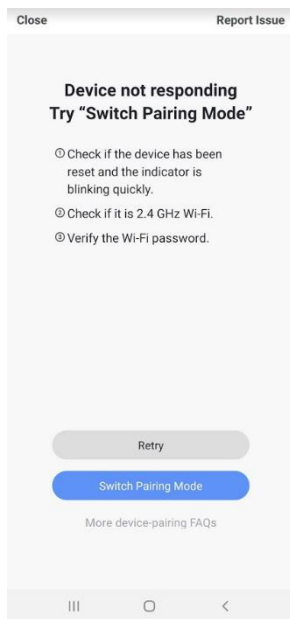 Close Report Issue
Device not responding
Try “Switch Pairing Mode”
① Check if the device has been
reset and the indicator is
blinking quickly.
② Check if it is 2.4 GHz Wi-Fi.
③ Verify the Wi-Fi password.
Retry
Switch Pairing Mode
More device-pairing FAQs